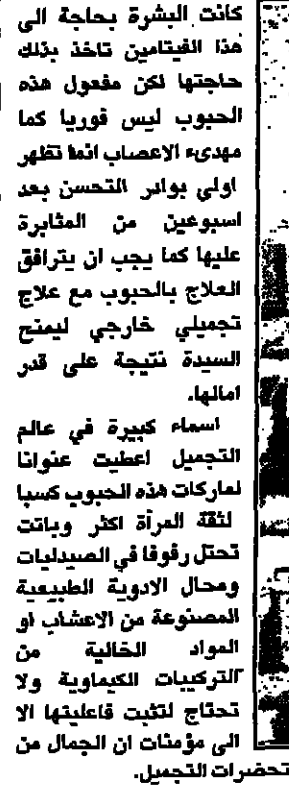 كانت البشرة بحاجة الى
هذا الفيتامين تاخذ بذلك
حاجتها لكن مفعول هذه
الحبوب ليس فوريا كما
مهدىء الاعصاب انما تظهر
اولى بوادر التحسن بعد
اسبوعين من المثابرة
عليها كما يجب ان يترافق
العلاج بالحبوب مع علاج
تجميلي خارجي ليمنح
السيدة نتيجة على قدر
امالها.
اسماء كبيرة في عالم
التجميل اعطيت عنوانا
لماركات هذه الحبوب كسبا
لثقة المرأة اكثر وباتت
تحتل رفوفا في الصيدليات
ومحال الادوية الطبيعية
المصنوعة من الاعشاب او
المواد الخالية من
التركيبات الكيماوية ولا
تحتاج لتثبت فاعليتها الا
الى مؤمنات ان الجمال من
تحضرات التجميل.